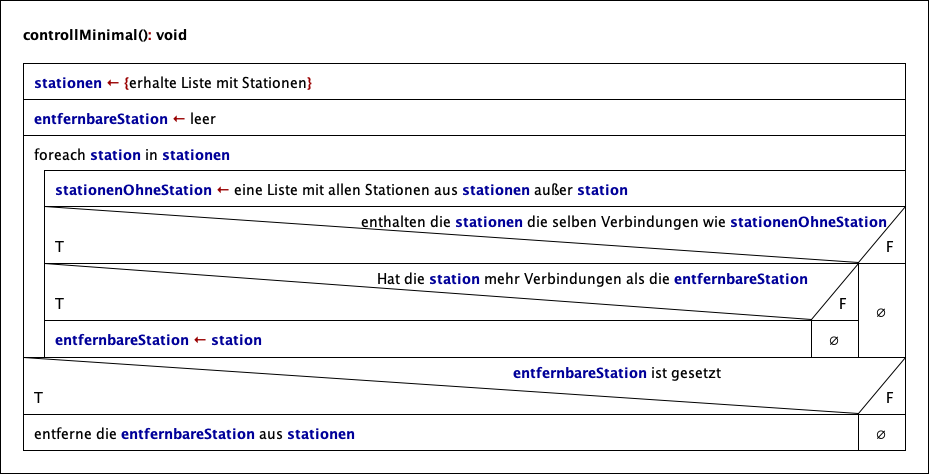 controllMinimal(): void
stationen ← {erhalte Liste mit Stationen}
entfernbareStation ← leer
foreach station in stationen
stationenOhneStation ← eine Liste mit allen Stationen aus stationen außer station
enthalten die stationen die selben Verbindungen wie stationenOhneStation
T F
Hat die station mehr Verbindungen als die entfernbareStation
T F
∅
entfernbareStation ← station ∅
entfernbareStation ist gesetzt
T F
entferne die entfernbareStation aus stationen ∅